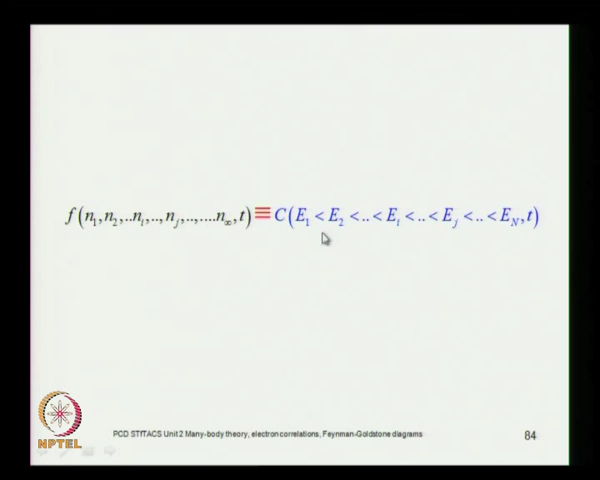 f(n₁,n₂,..nᵢ,..,nⱼ,..,....n∞,t) ≡ C(E₁ < E₂ < .. < Eᵢ < .. < Eⱼ < .. < E_N,t)
NPTEL
PCD STiTACS Unit 2 Many-body theory, electron correlations, Feynman-Goldstone diagrams
84